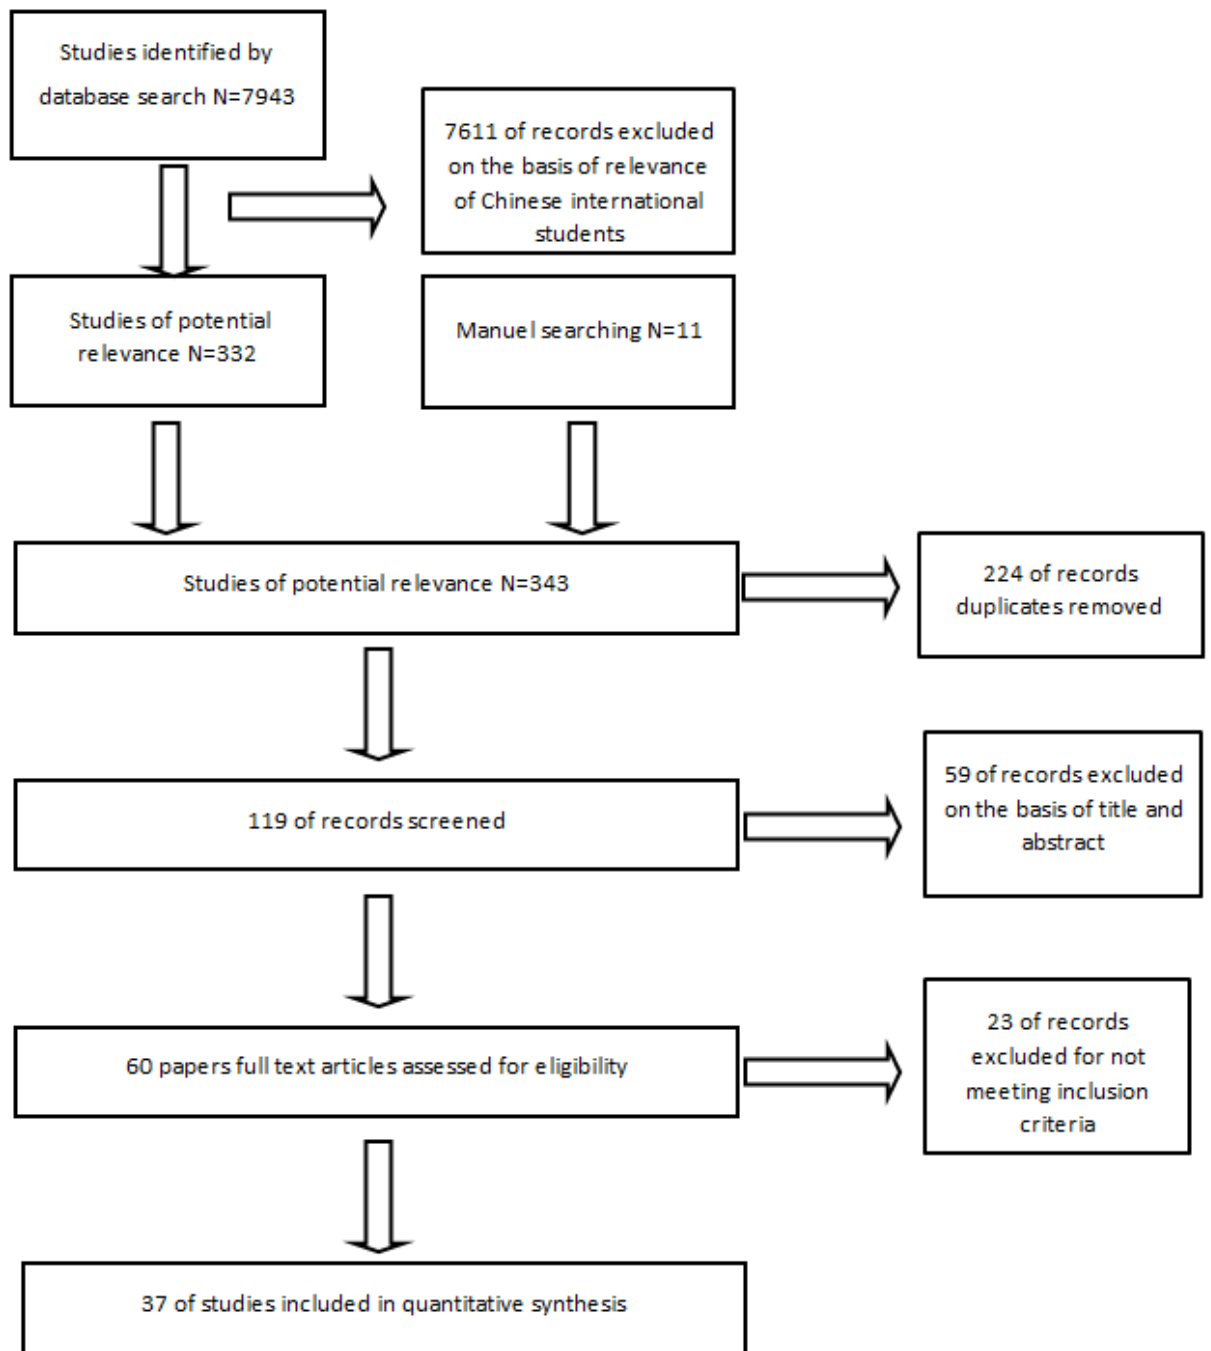 Studies identified by
database search N=7943
7611 of records excluded
on the basis of relevance
of Chinese international
students
Studies of potential
relevance N=332
Manuel searching N=11
Studies of potential relevance N=343
224 of records
duplicates removed
119 of records screened
59 of records excluded
on the basis of title and
abstract
60 papers full text articles assessed for eligibility
23 of records
excluded for not
meeting inclusion
criteria
37 of studies included in quantitative synthesis